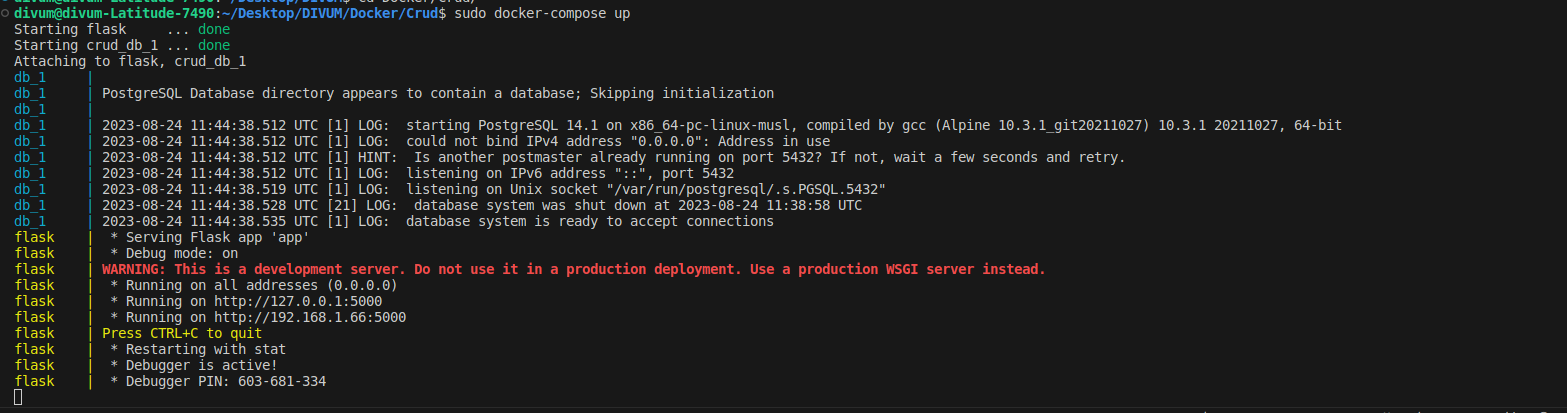 divum@divum-Latitude-7490:~/Desktop/DIVUM$ cd Docker/Crud/
divum@divum-Latitude-7490:~/Desktop/DIVUM/Docker/Crud$ sudo docker-compose up
Starting flask     ... done
Starting crud_db_1 ... done
Attaching to flask, crud_db_1
db_1     |
db_1     | PostgreSQL Database directory appears to contain a database; Skipping initialization
db_1     |
db_1     | 2023-08-24 11:44:38.512 UTC [1] LOG:  starting PostgreSQL 14.1 on x86_64-pc-linux-musl, compiled by gcc (Alpine 10.3.1_git20211027) 10.3.1 20211027, 64-bit
db_1     | 2023-08-24 11:44:38.512 UTC [1] LOG:  could not bind IPv4 address "0.0.0.0": Address in use
db_1     | 2023-08-24 11:44:38.512 UTC [1] HINT:  Is another postmaster already running on port 5432? If not, wait a few seconds and retry.
db_1     | 2023-08-24 11:44:38.512 UTC [1] LOG:  listening on IPv6 address "::", port 5432
db_1     | 2023-08-24 11:44:38.519 UTC [1] LOG:  listening on Unix socket "/var/run/postgresql/.s.PGSQL.5432"
db_1     | 2023-08-24 11:44:38.528 UTC [21] LOG:  database system was shut down at 2023-08-24 11:38:58 UTC
db_1     | 2023-08-24 11:44:38.535 UTC [1] LOG:  database system is ready to accept connections
flask    |  * Serving Flask app 'app'
flask    |  * Debug mode: on
flask    | WARNING: This is a development server. Do not use it in a production deployment. Use a production WSGI server instead.
flask    |  * Running on all addresses (0.0.0.0)
flask    |  * Running on http://127.0.0.1:5000
flask    |  * Running on http://192.168.1.66:5000
flask    | Press CTRL+C to quit
flask    |  * Restarting with stat
flask    |  * Debugger is active!
flask    |  * Debugger PIN: 603-681-334